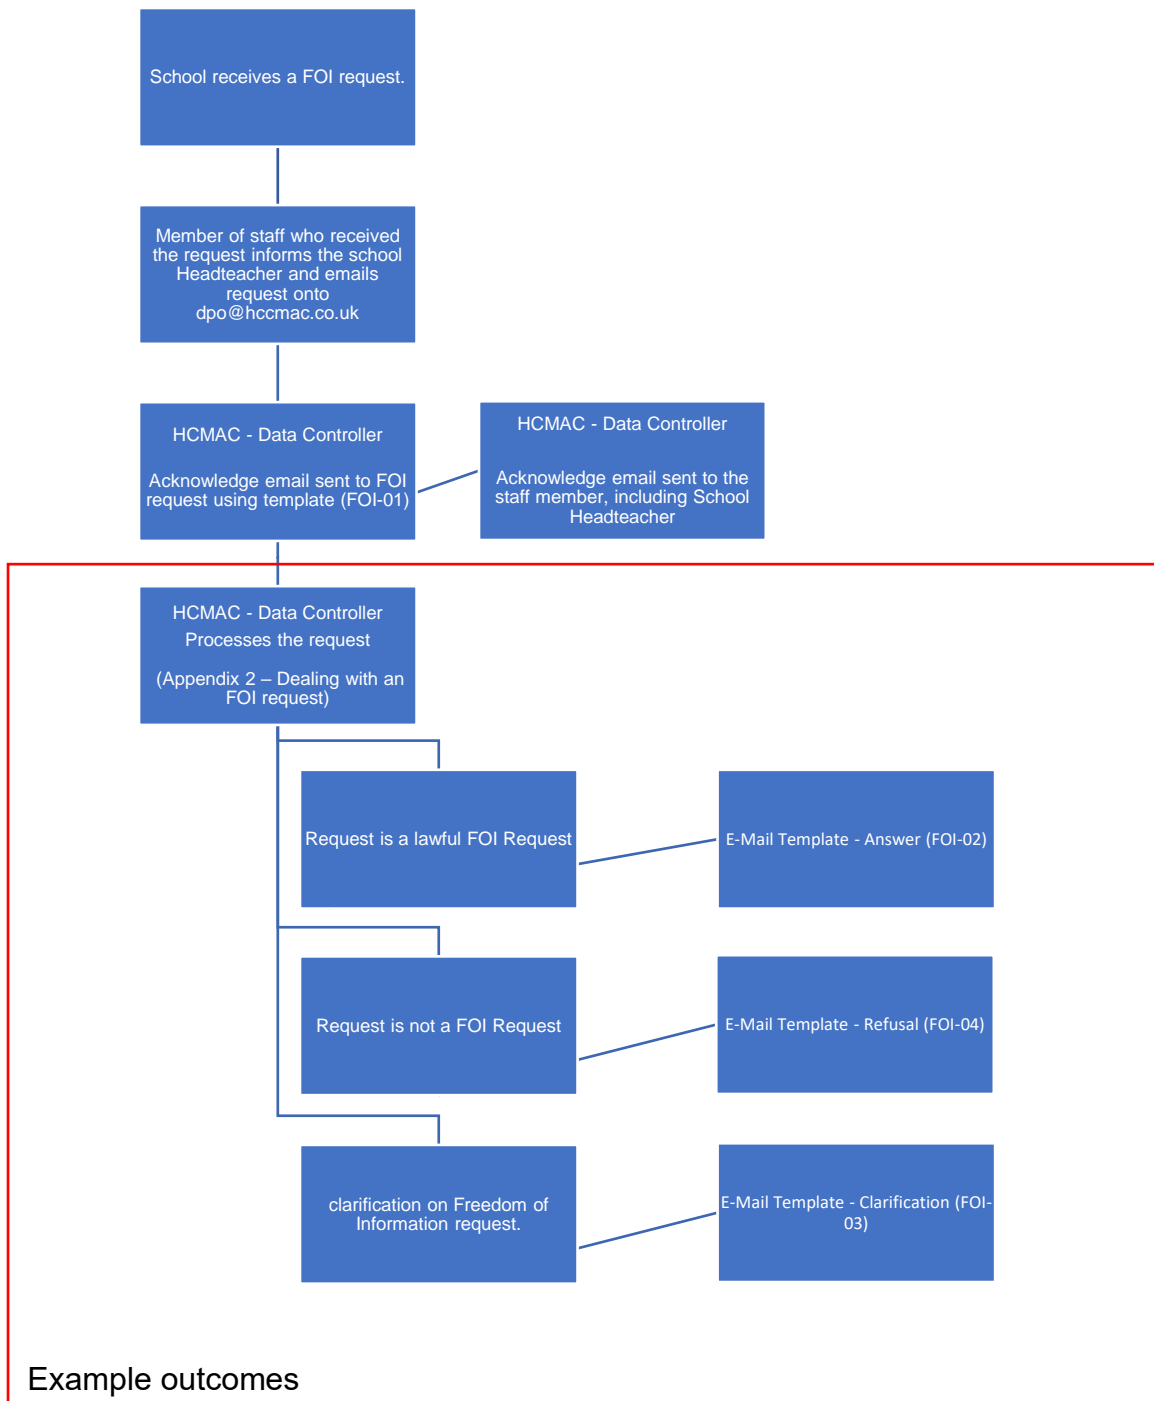 School receives a FOI request.
Member of staff who received
the request informs the school
Headteacher and emails
request onto
dpo@hccmac.co.uk
HCMAC - Data Controller
Acknowledge email sent to FOI
request using template (FOI-01)
HCMAC - Data Controller
Acknowledge email sent to the
staff member, including School
Headteacher
HCMAC - Data Controller
Processes the request
(Appendix 2 – Dealing with an
FOI request)
Request is a lawful FOI Request
E-Mail Template - Answer (FOI-02)
Request is not a FOI Request
E-Mail Template - Refusal (FOI-04)
clarification on Freedom of
Information request.
E-Mail Template - Clarification (FOI-
03)
Example outcomes